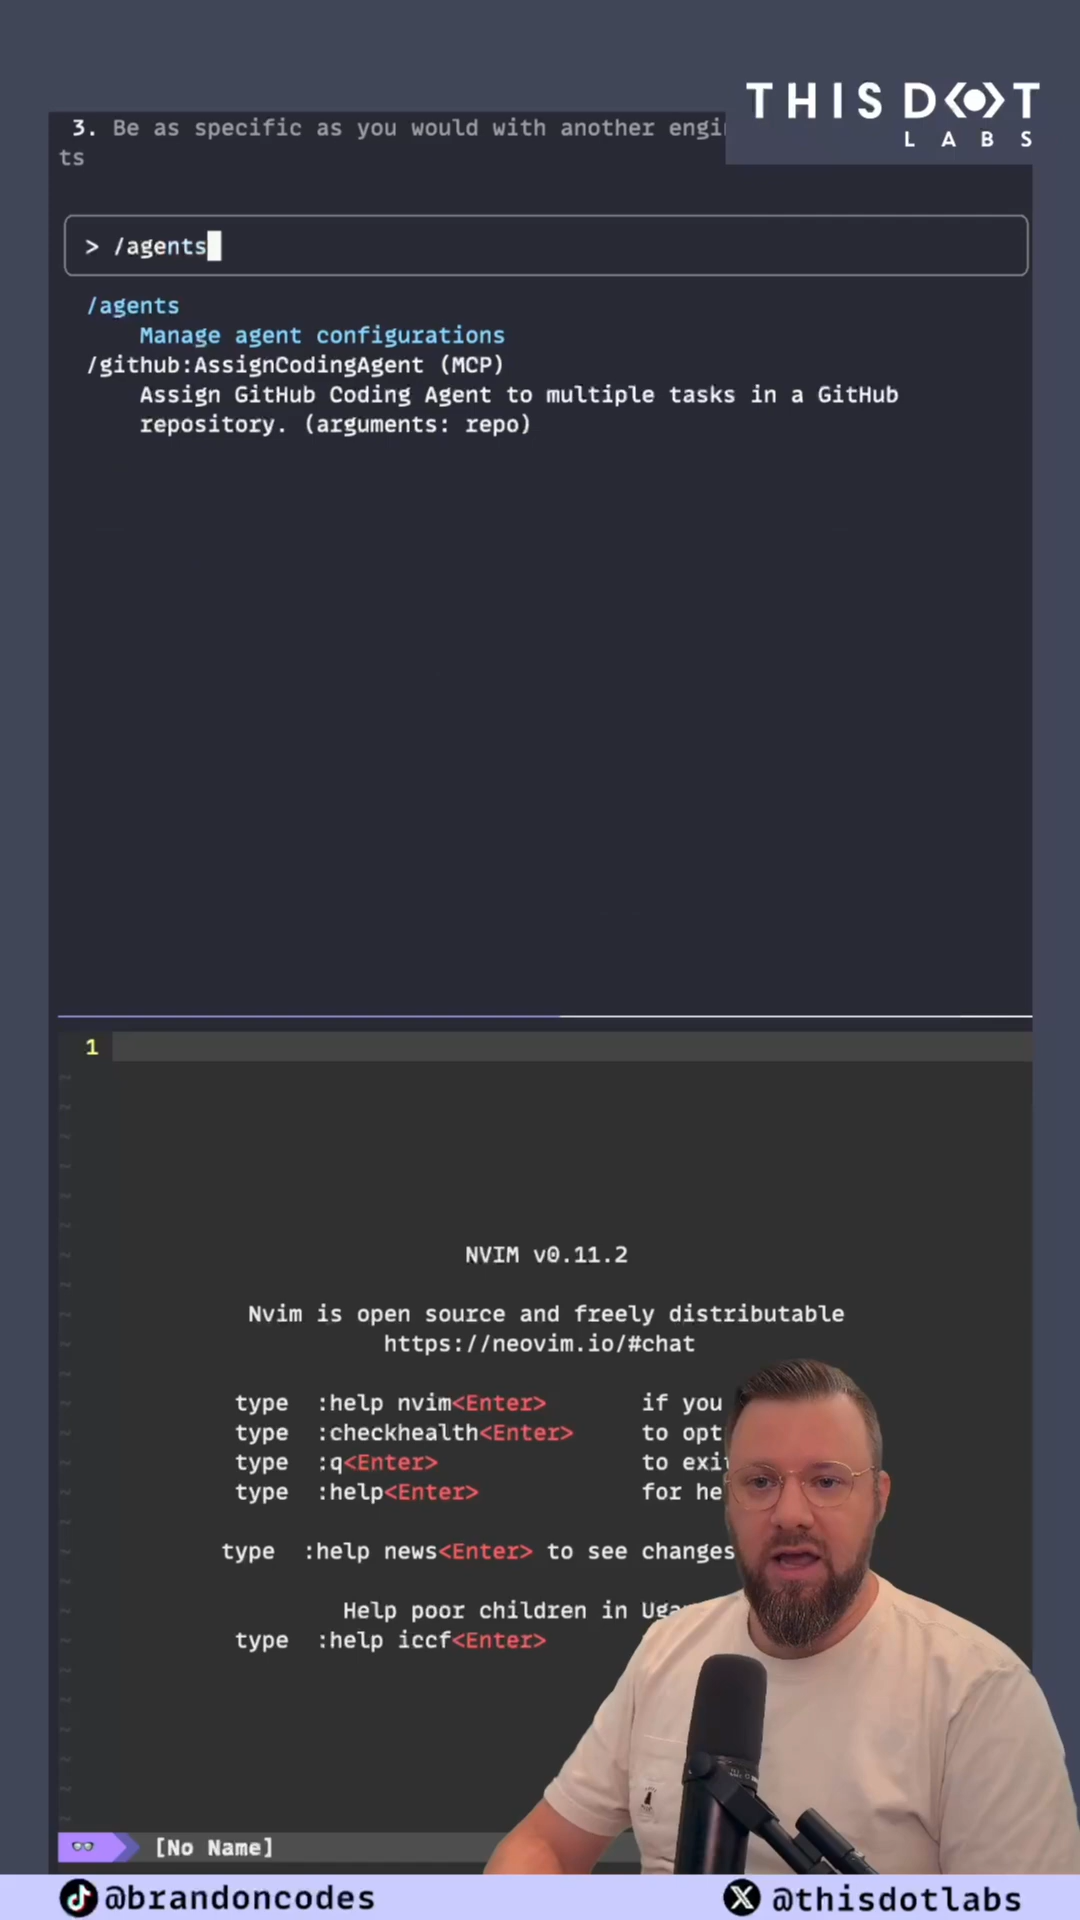 THIS DOT
LABS
3. Be as specific as you would with another engi
ts
> /agents
/agents
Manage agent configurations
/github:AssignCodingAgent (MCP)
Assign GitHub Coding Agent to multiple tasks in a GitHub
repository. (arguments: repo)
1
NVIM v0.11.2
Nvim is open source and freely distributable
https://neovim.io/#chat
type :help nvim<Enter> if you
type :checkhealth<Enter> to opt
type :q<Enter> to exit
type :help<Enter> for he
type :help news<Enter> to see changes
Help poor children in Uga
type :help iccf<Enter>
[No Name]
@brandoncodes
@thisdotlabs